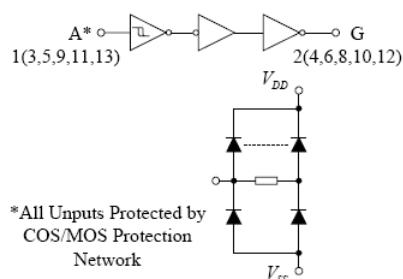 A* G
1(3,5,9,11,13) 2(4,6,8,10,12)
V_DD
*All Unputs Protected by
COS/MOS Protection
Network
V_SS